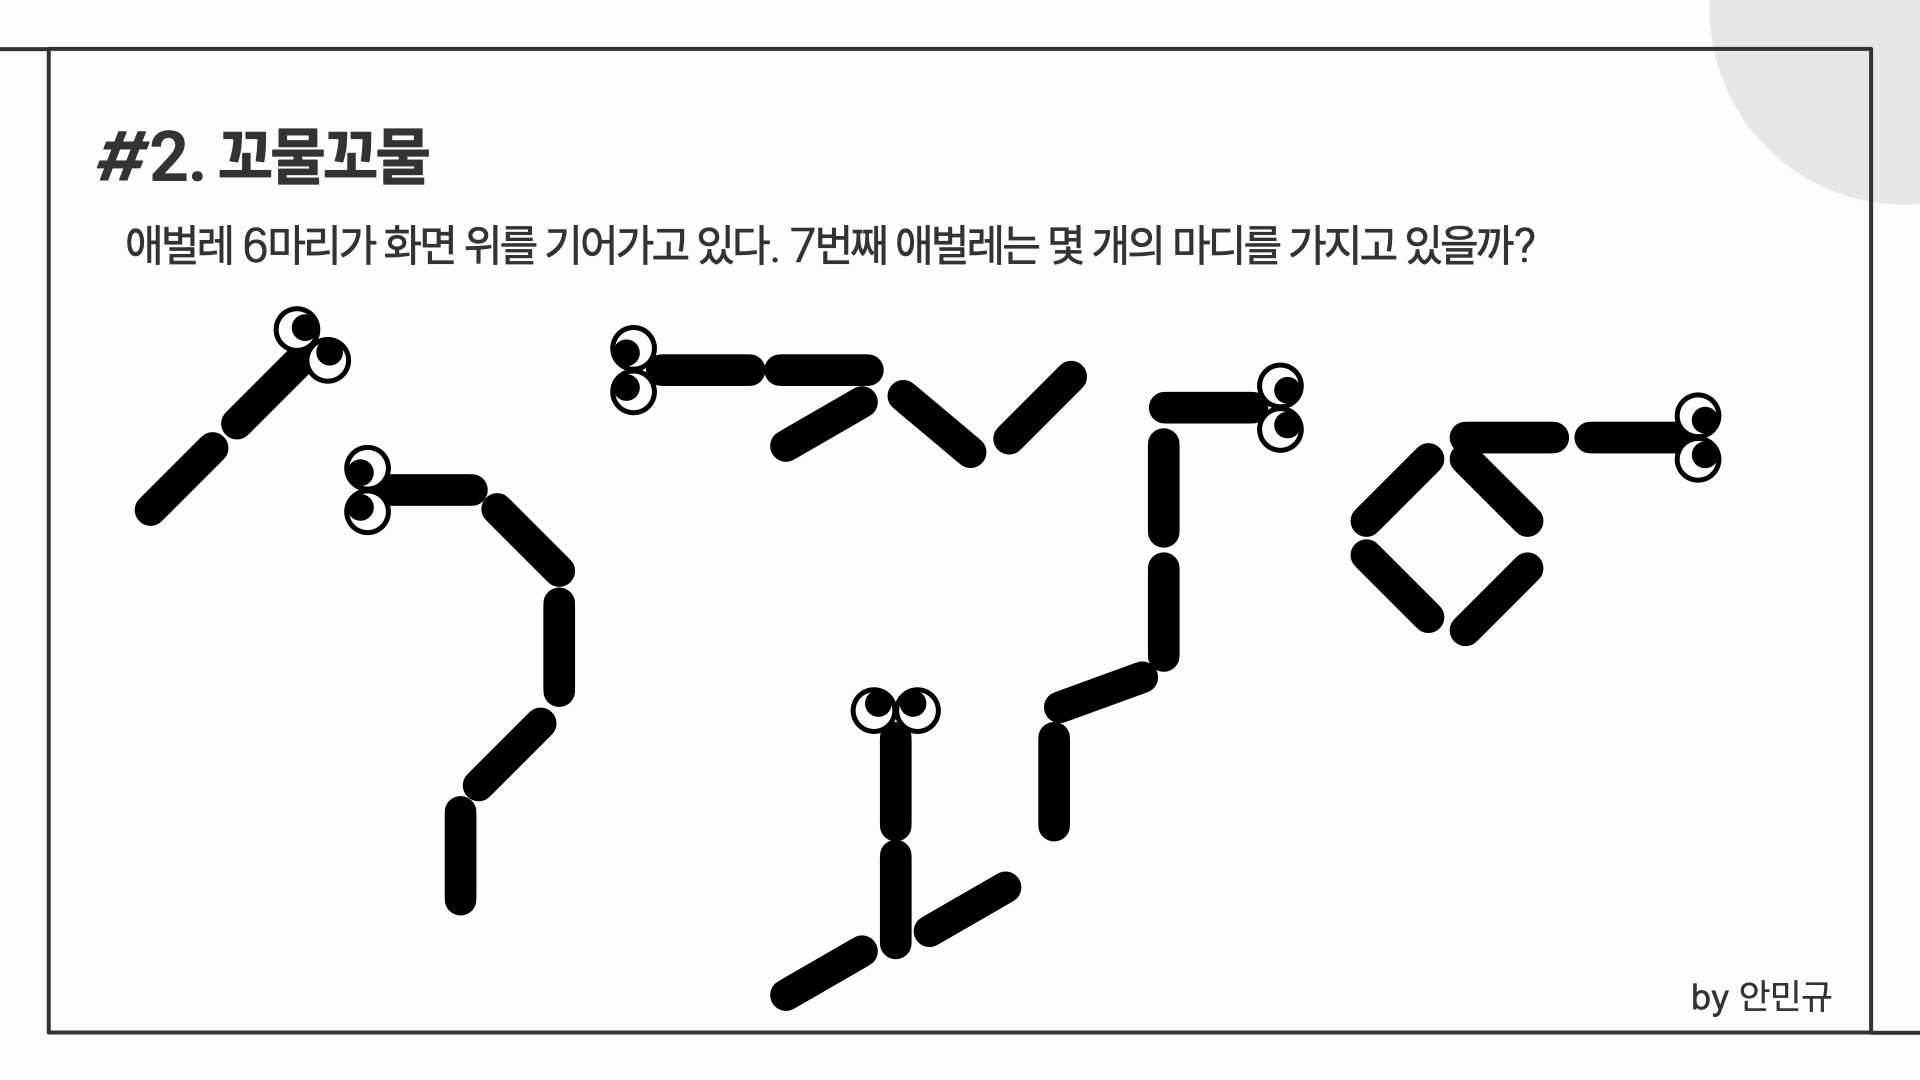 #2. 꼬물꼬물
애벌레 6마리가 화면 위를 기어가고 있다. 7번째 애벌레는 몇 개의 마디를 가지고 있을까?
by 안민규